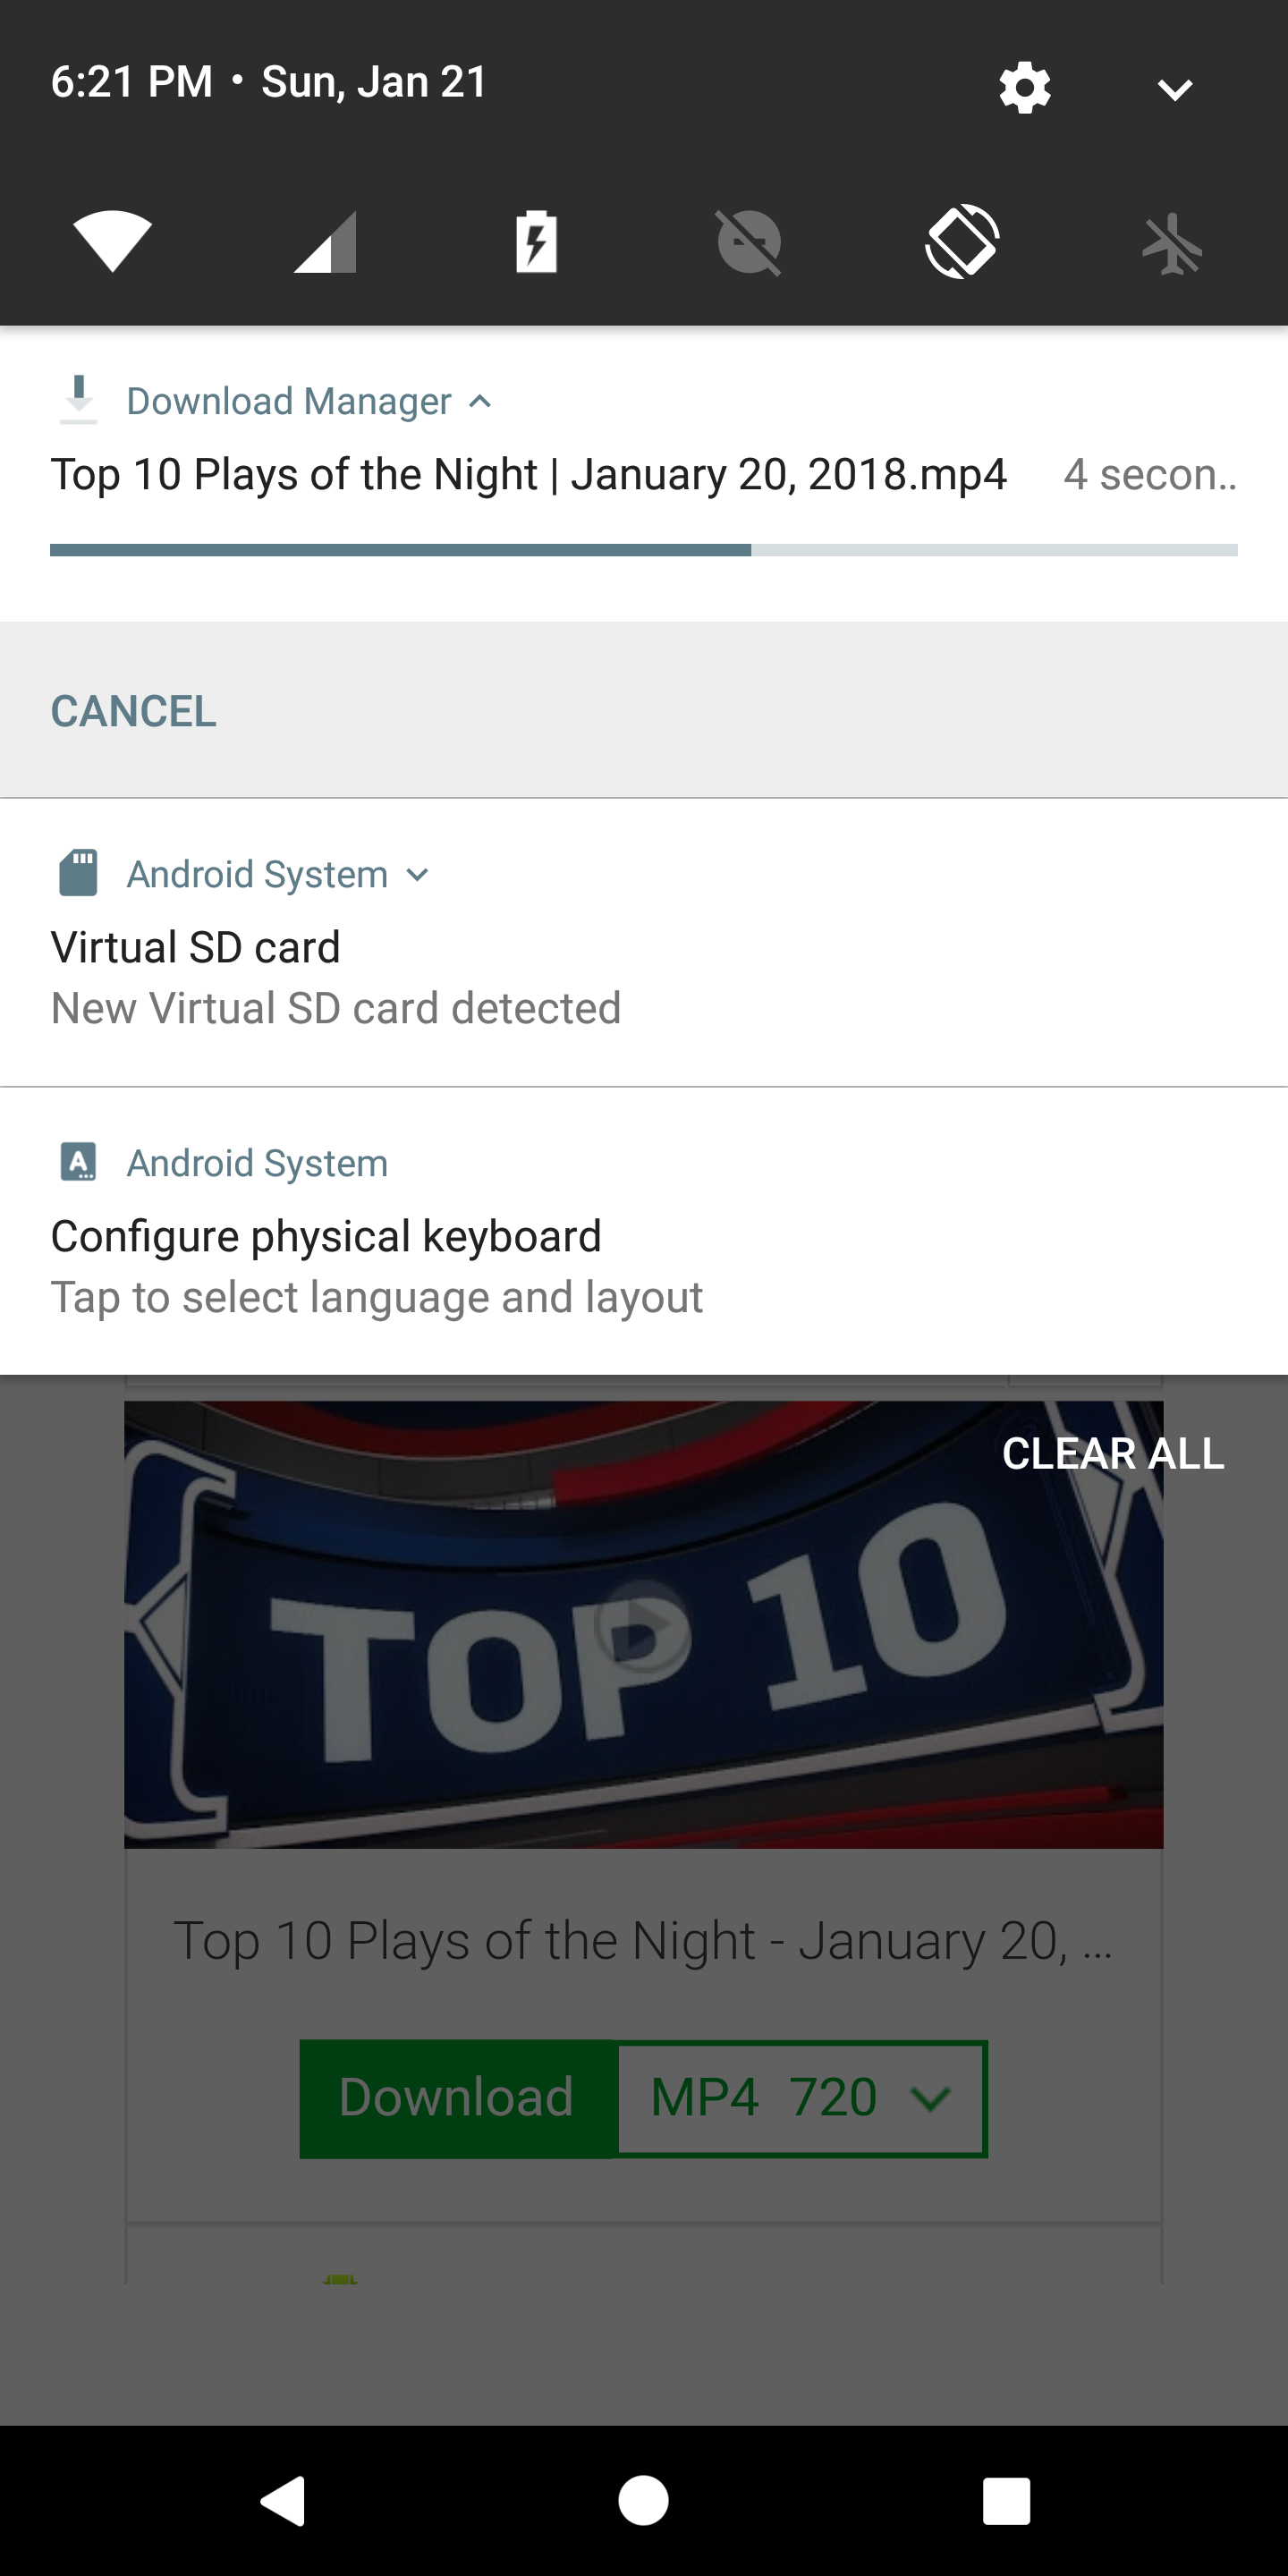 6:21 PM • Sun, Jan 21
Download Manager
Top 10 Plays of the Night | January 20, 2018.mp4 4 secon..
CANCEL
Android System
Virtual SD card
New Virtual SD card detected
A Android System
Configure physical keyboard
Tap to select language and layout
CLEAR ALL
TOP 10
Top 10 Plays of the Night - January 20, ...
Download MP4 720